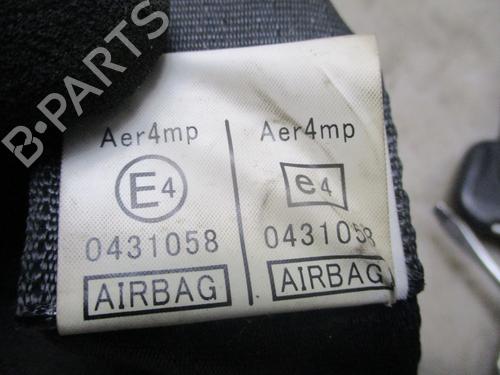 B-PARTS
Aer4mp
E4
0431058
AIRBAG
Aer4mp
e4
0431058
AIRBAG